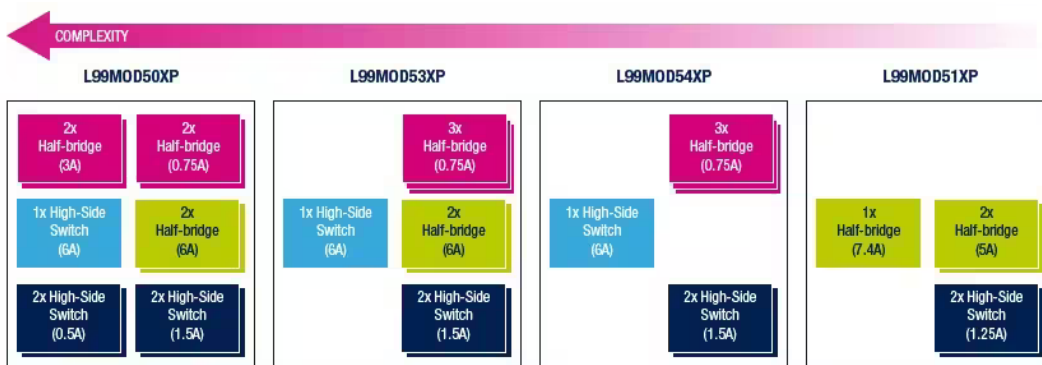 COMPLEXITY
L99MOD50XP
L99MOD53XP
L99MOD54XP
L99MOD51XP
2x
Half-bridge
(3A)
2x
Half-bridge
(0.75A)
1x High-Side
Switch
(6A)
2x
Half-bridge
(6A)
2x High-Side
Switch
(0.5A)
2x High-Side
Switch
(1.5A)
3x
Half-bridge
(0.75A)
1x High-Side
Switch
(6A)
2x
Half-bridge
(6A)
2x High-Side
Switch
(1.5A)
3x
Half-bridge
(0.75A)
1x High-Side
Switch
(6A)
2x High-Side
Switch
(1.5A)
1x
Half-bridge
(7.4A)
2x
Half-bridge
(5A)
2x High-Side
Switch
(1.25A)